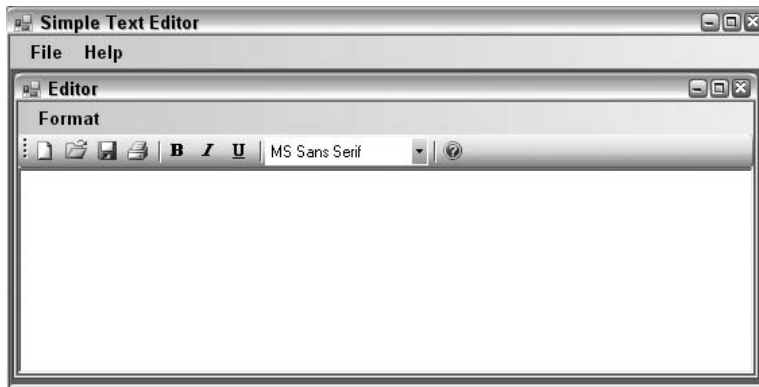 Simple Text Editor
File Help
Editor
Format
B I U MS Sans Serif